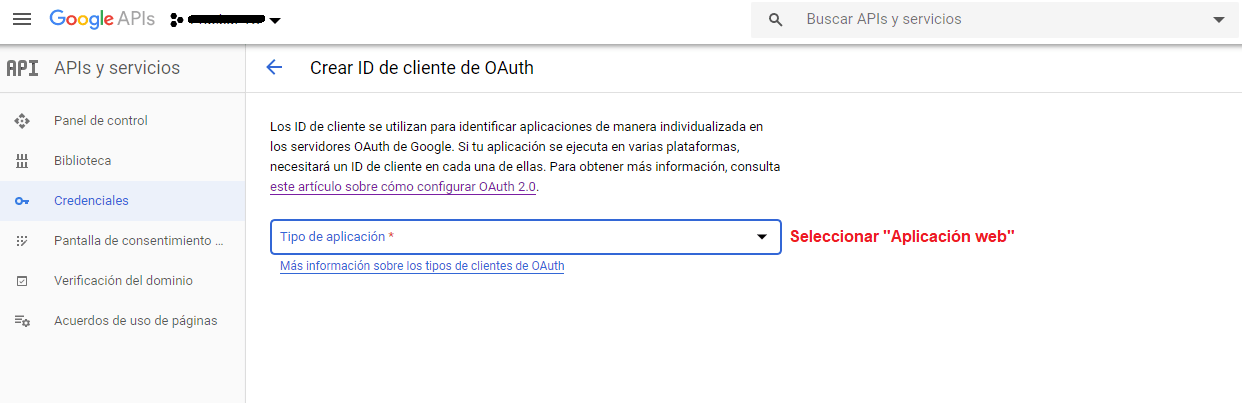 Google APIs
Buscar APIs y servicios
API APIs y servicios
Crear ID de cliente de OAuth
Panel de control
Biblioteca
Credenciales
Pantalla de consentimiento ...
Verificación del dominio
Acuerdos de uso de páginas
Los ID de cliente se utilizan para identificar aplicaciones de manera individualizada en
los servidores OAuth de Google. Si tu aplicación se ejecuta en varias plataformas,
necesitará un ID de cliente en cada una de ellas. Para obtener más información, consulta
este artículo sobre cómo configurar OAuth 2.0.
Tipo de aplicación *
Seleccionar "Aplicación web"
Más información sobre los tipos de clientes de OAuth